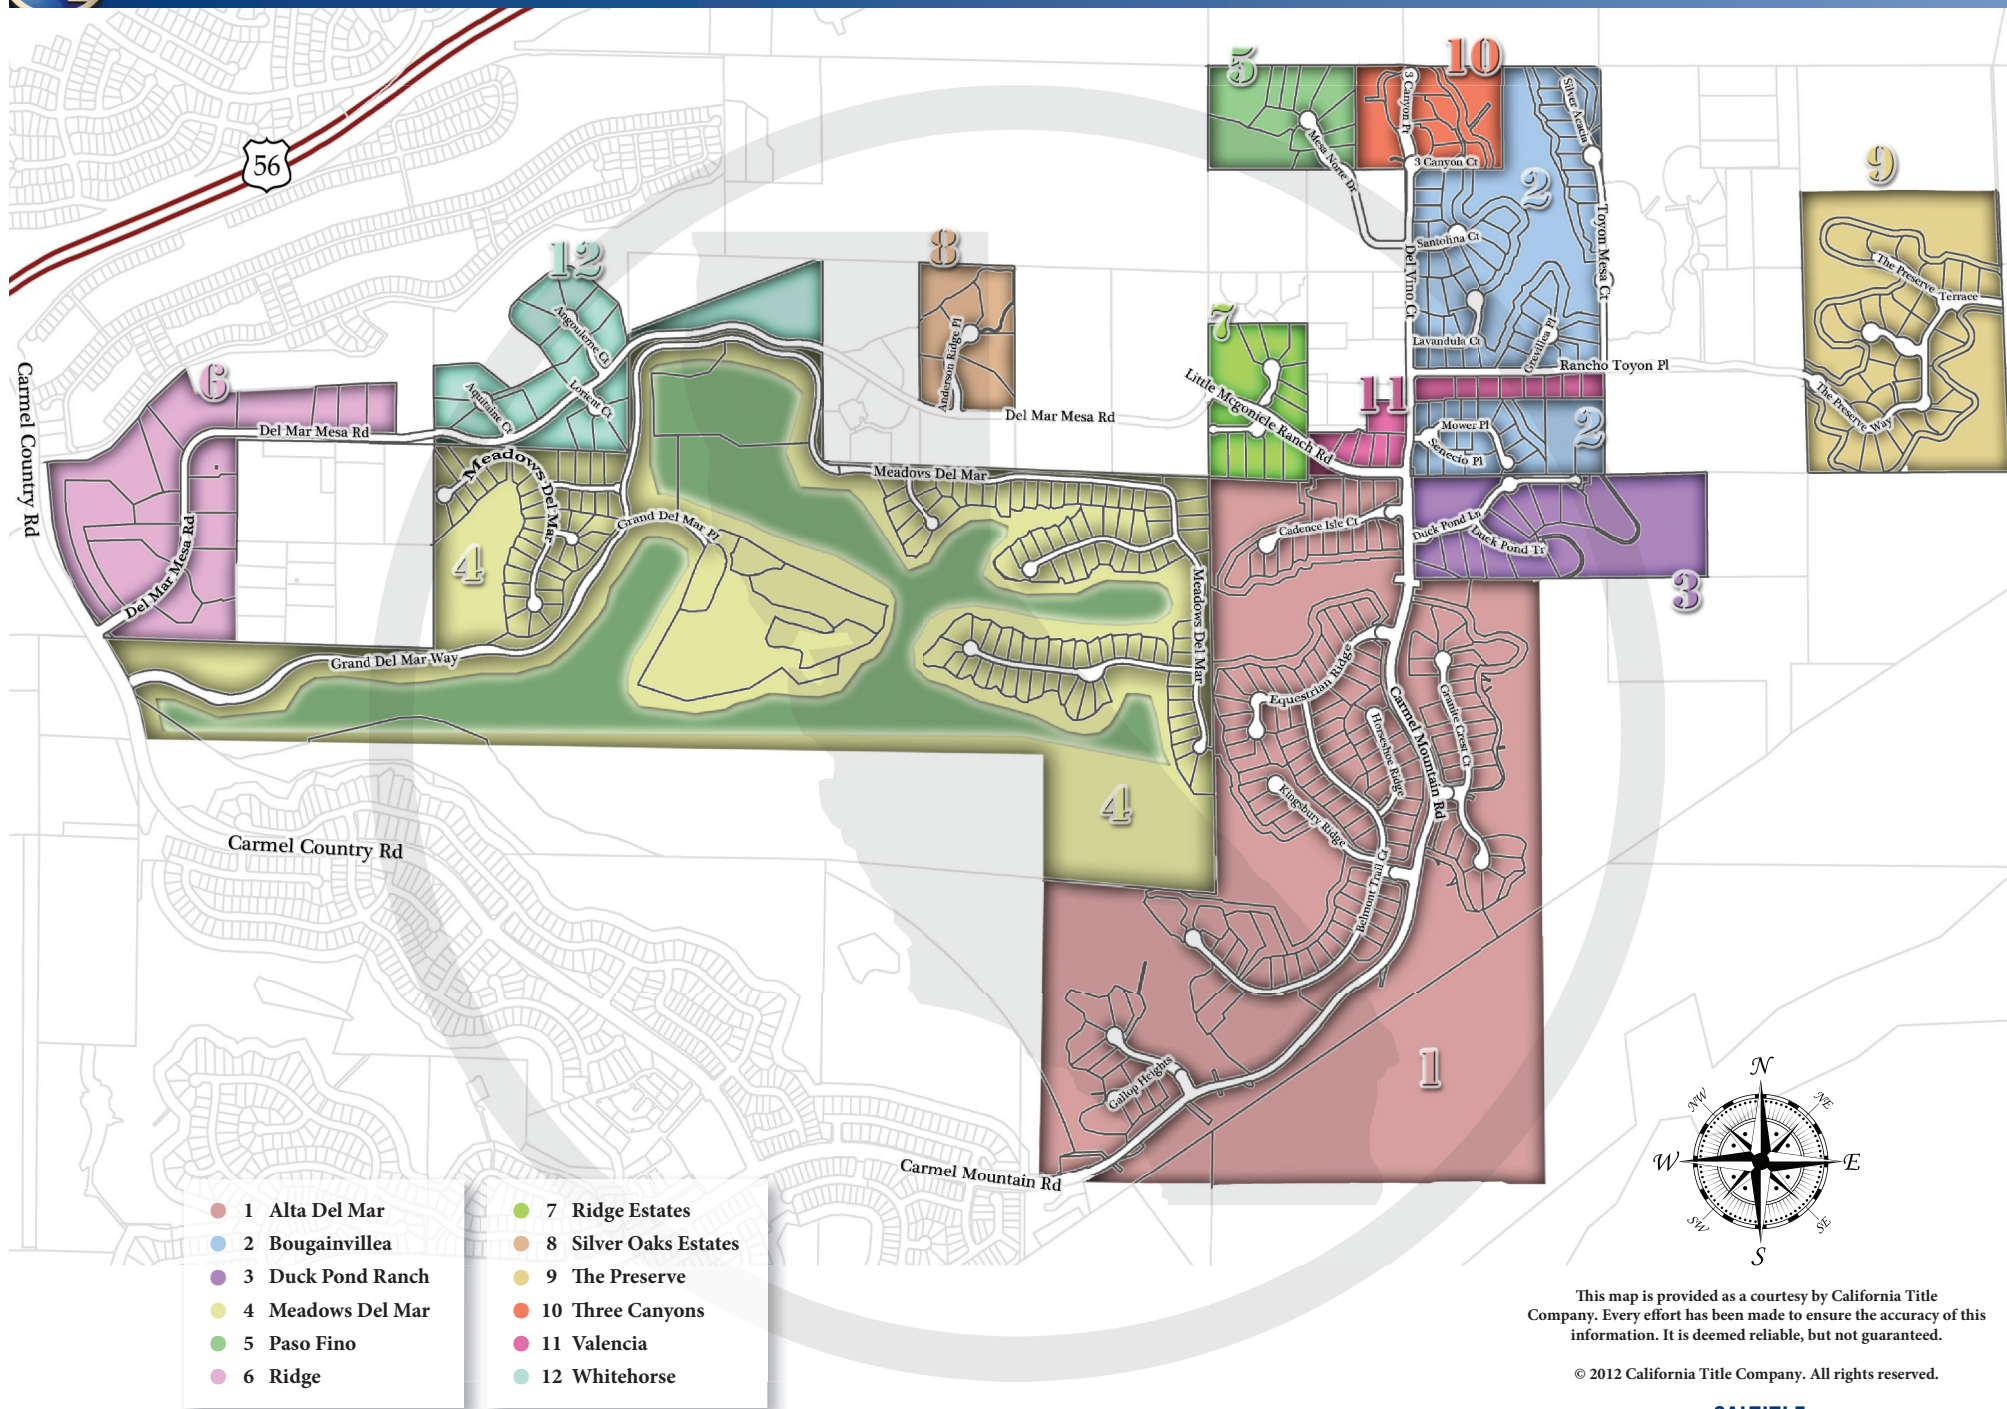 56
5
10
9
2
12
8
7
6
11
2
4
3
4
1
3 Canyon Pt
3 Canyon Ct
Mesa Norte Dr
Silver Acacia
Toyon Mesa Ct
Santolina Ct
Del Vino Ct
Lavandula Ct
Grevillea Pl
Rancho Toyon Pl
The Preserve Terrace
The Preserve Way
Angouleme Ct
Aquitaine Ct
Lorient Ct
Anderson Ridge Pl
Del Mar Mesa Rd
Little Mcgonicle Ranch Rd
Mower Pl
Senecio Pl
Carmel Country Rd
Del Mar Mesa Rd
Del Mar Mesa Rd
Meadows Del Mar
Meadows Del Mar
Meadows Del Mar
Grand Del Mar Pl
Grand Del Mar Way
Cadence Isle Ct
Duck Pond Ln
Duck Pond Tr
Equestrian Ridge
Horseshoe Ridge
Carmel Mountain Rd
Granite Crest Ct
Kingsbury Ridge
Belmont Trail Ct
Carmel Country Rd
Gallop Heights
Carmel Mountain Rd
N
NW
NE
W
E
SW
SE
S
1 Alta Del Mar
2 Bougainvillea
3 Duck Pond Ranch
4 Meadows Del Mar
5 Paso Fino
6 Ridge
7 Ridge Estates
8 Silver Oaks Estates
9 The Preserve
10 Three Canyons
11 Valencia
12 Whitehorse
This map is provided as a courtesy by California Title
Company. Every effort has been made to ensure the accuracy of this
information. It is deemed reliable, but not guaranteed.
© 2012 California Title Company. All rights reserved.